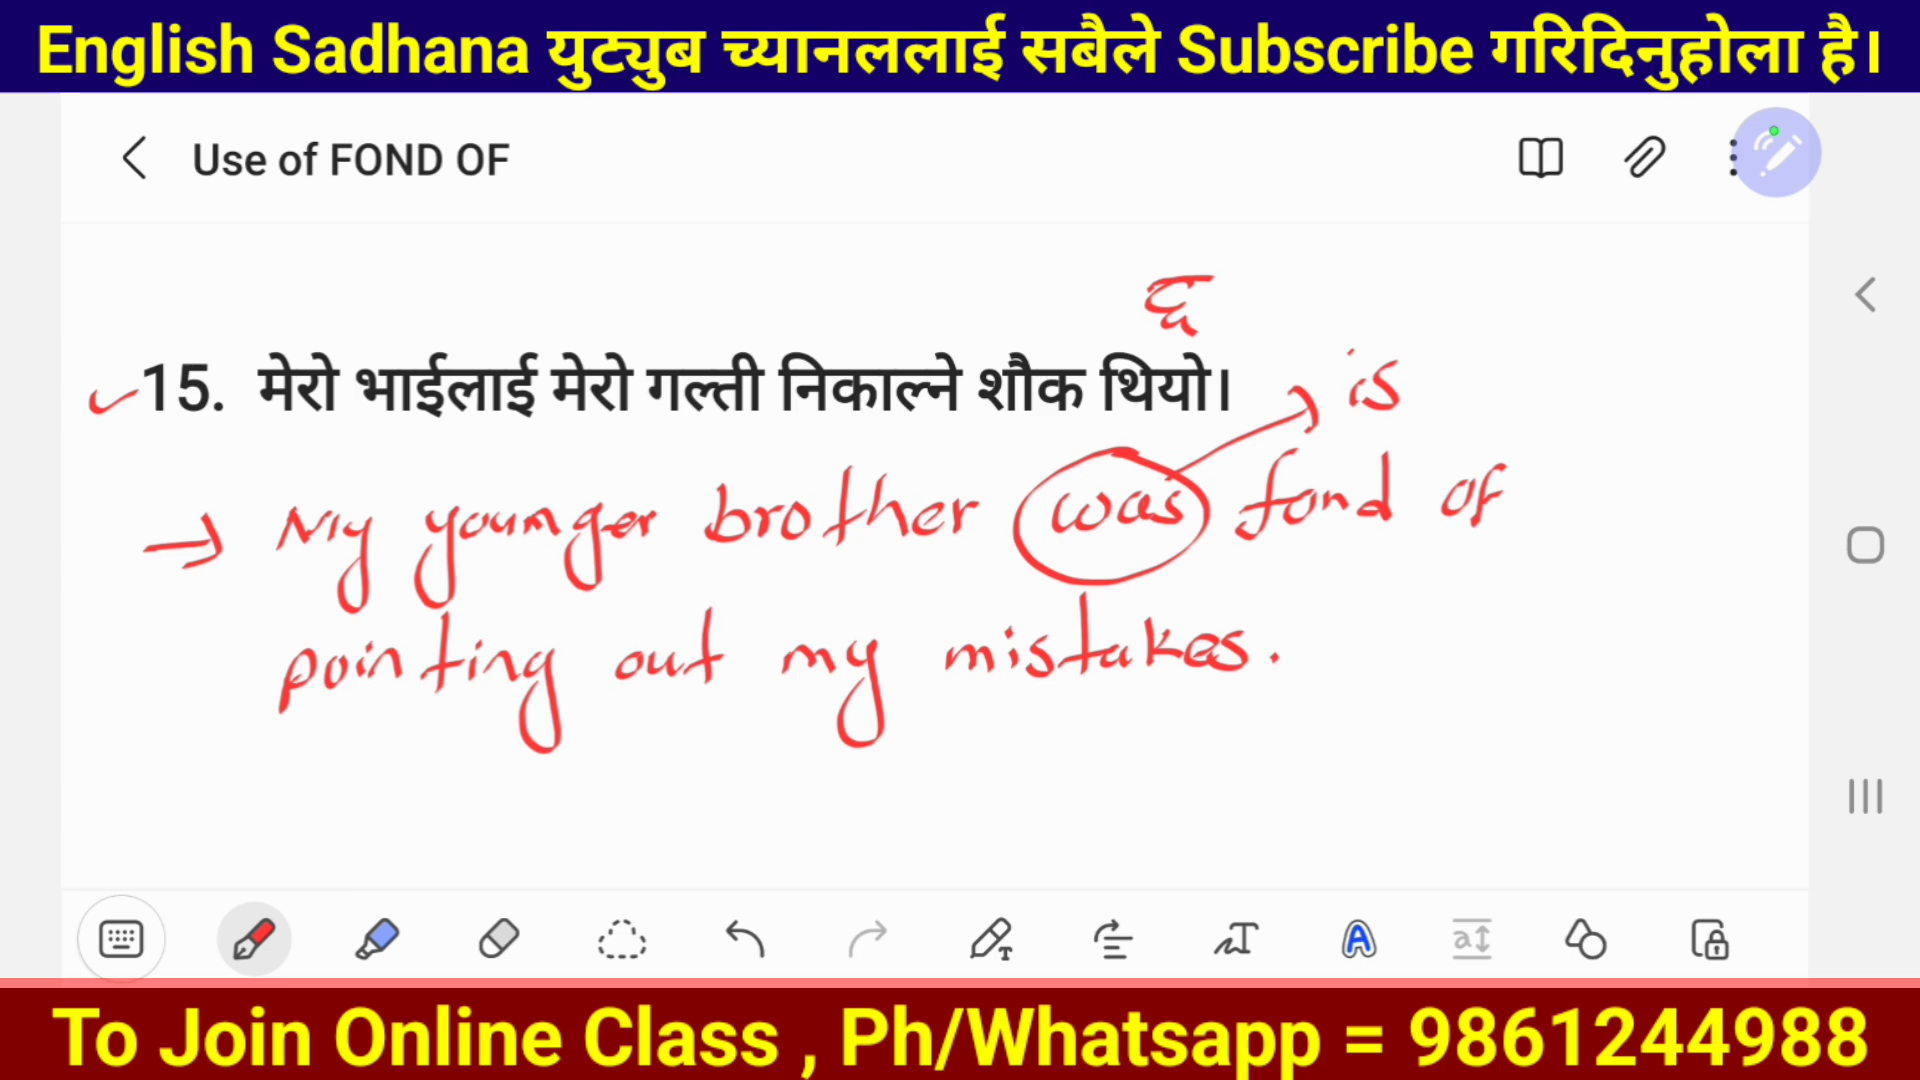 English Sadhana युट्युब च्यानललाई सबैले Subscribe गरिदिनुहोला है।
Use of FOND OF
छ
15. मेरो भाईलाई मेरो गल्ती निकाल्ने शौक थियो।
is
→ My younger brother was fond of
pointing out my mistakes.
To Join Online Class , Ph/Whatsapp = 9861244988